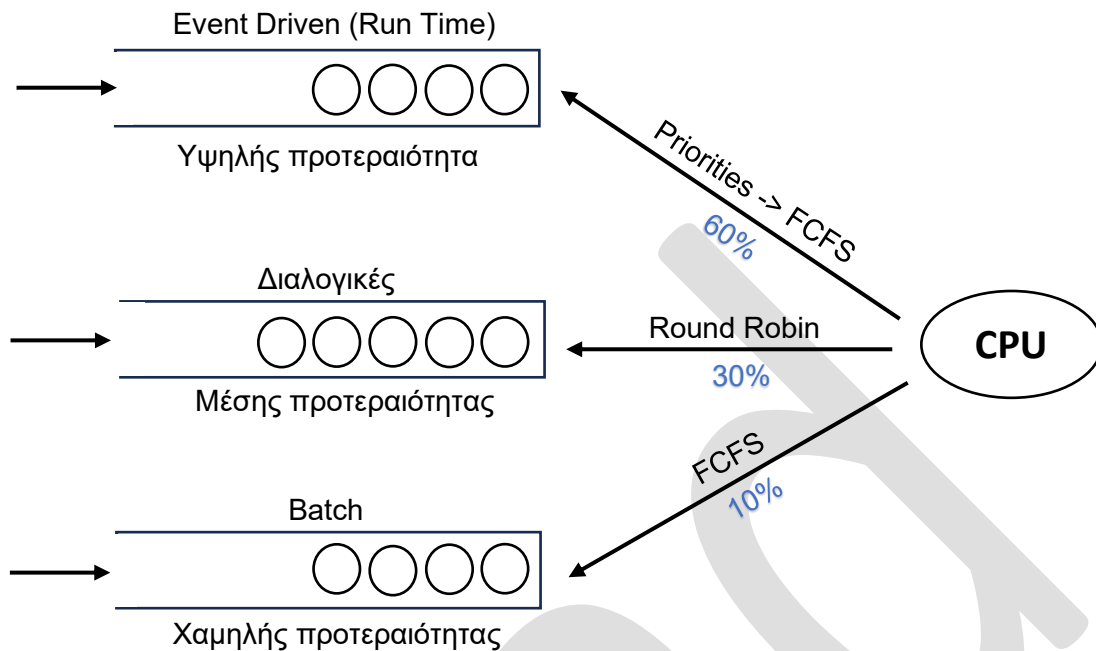 Event Driven (Run Time)
Υψηλής προτεραιότητα
Priorities -> FCFS
60%
Διαλογικές
Round Robin
30%
CPU
Μέσης προτεραιότητας
FCFS
10%
Batch
Χαμηλής προτεραιότητας